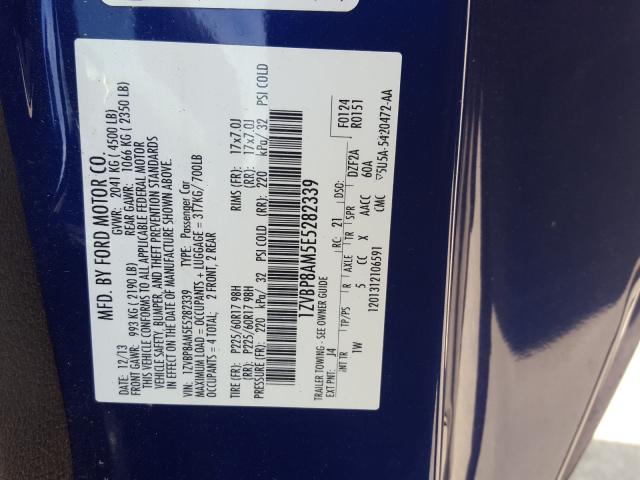 MFD. BY FORD MOTOR CO.
DATE: 12/13 GVWR: 2041 KG ( 4500 LB)
FRONT GAWR: 993 KG ( 2190 LB) REAR GAWR: 1066 KG ( 2350 LB)
THIS VEHICLE CONFORMS TO ALL APPLICABLE FEDERAL MOTOR
VEHICLE SAFETY, BUMPER, AND THEFT PREVENTION STANDARDS
IN EFFECT ON THE DATE OF MANUFACTURE SHOWN ABOVE.
VIN: 1ZVBP8AM5E5282339 TYPE: Passenger Car
MAXIMUM LOAD = OCCUPANTS + LUGGAGE = 317KG/700LB
OCCUPANTS = 4 TOTAL; 2 FRONT, 2 REAR
TIRE (FR): P225/60R17 98H RIMS (FR): 17x7.0J
(RR): P225/60R17 98H (RR): 17x7.0J
PRESSURE (FR): 220 kPa/ 32 PSI COLD (RR): 220 kPa/ 32 PSI COLD
1ZVBP8AM5E5282339
TRAILER TOWING - SEE OWNER GUIDE
EXT PNT: J4 RC: 21 DSO: F0124
R0151
INT TR TP/PS R AXLE TR SPR DZF2A
1W 5 CC X AACC 60A
1201312106591 CMC 5U5A-5420472-AA